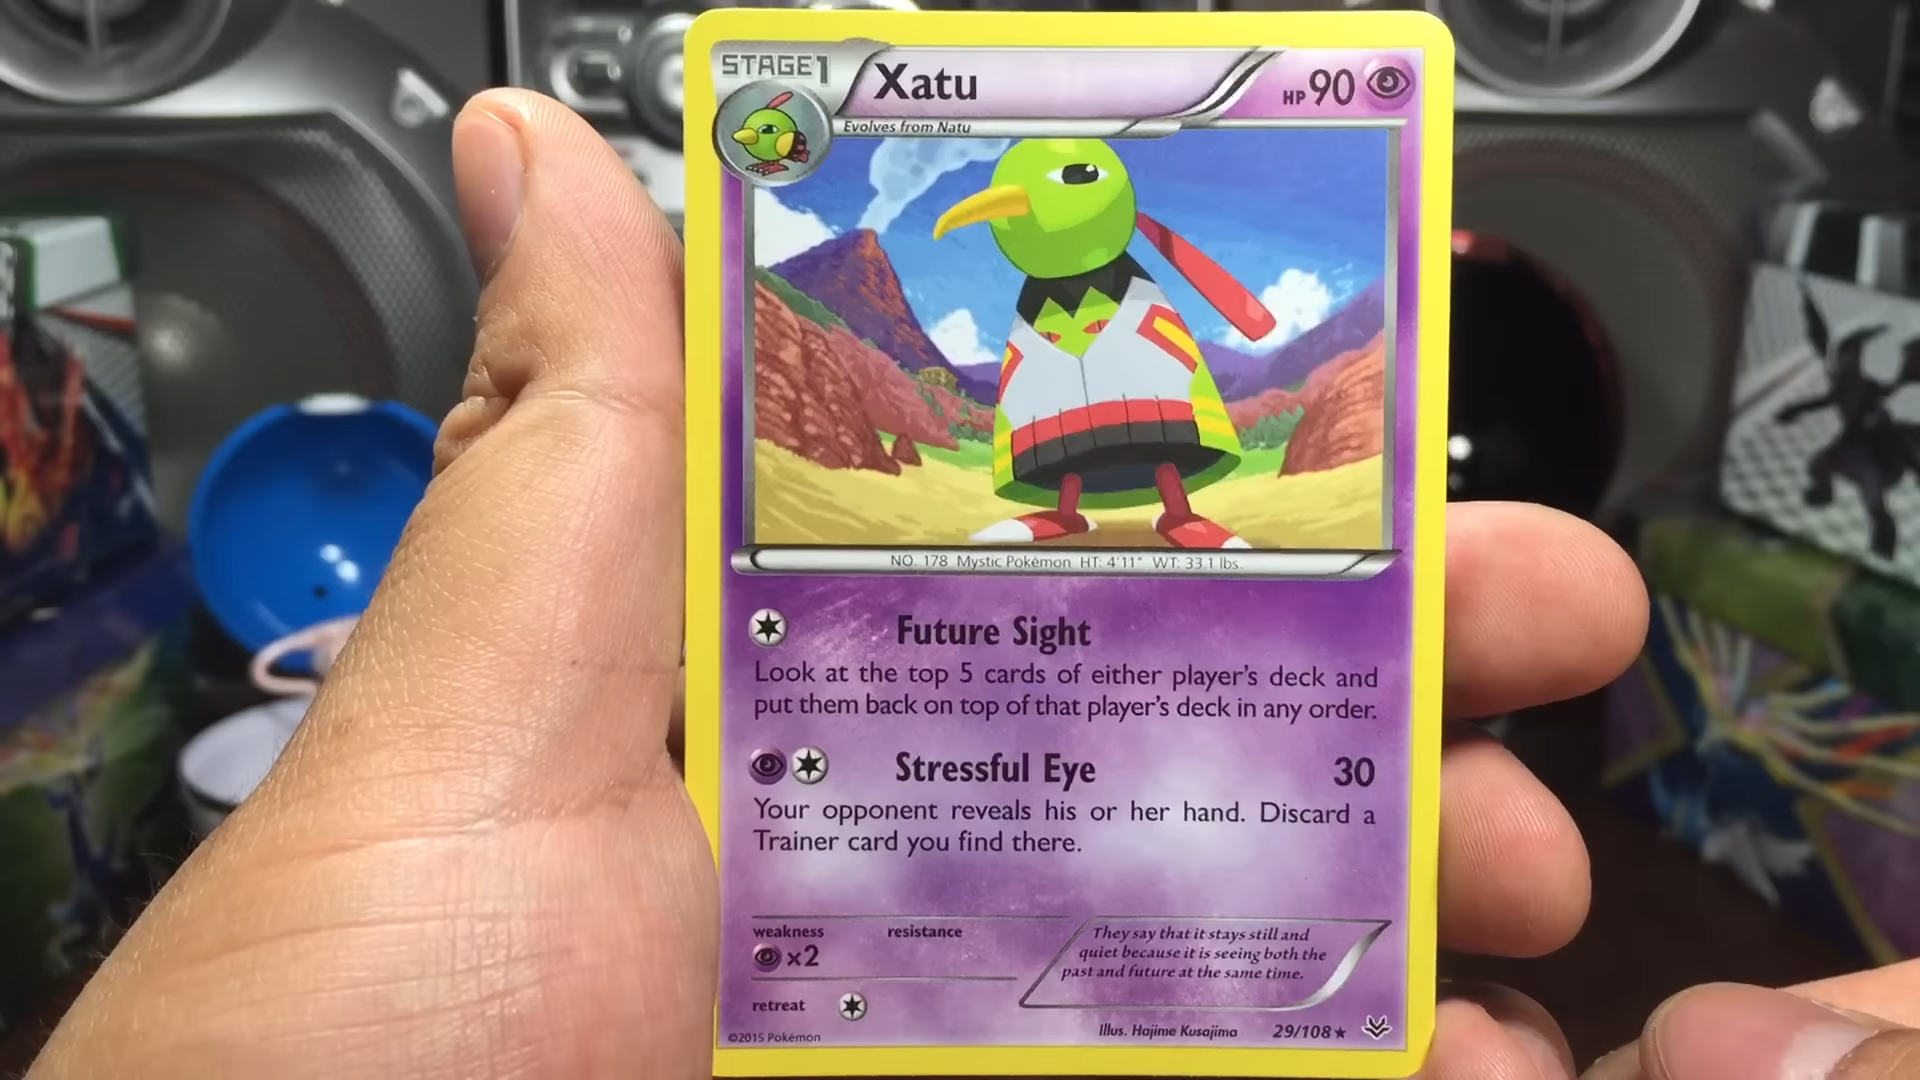 STAGE1
Xatu
HP90
Evolves from Natu
NO. 178 Mystic Pokémon HT: 4'11" WT: 33.1 lbs.
Future Sight
Look at the top 5 cards of either player's deck and
put them back on top of that player's deck in any order.
Stressful Eye 30
Your opponent reveals his or her hand. Discard a
Trainer card you find there.
weakness resistance
×2
retreat
They say that it stays still and
quiet because it is seeing both the
past and future at the same time.
©2015 Pokémon
Illus. Hajime Kusajima
29/108★